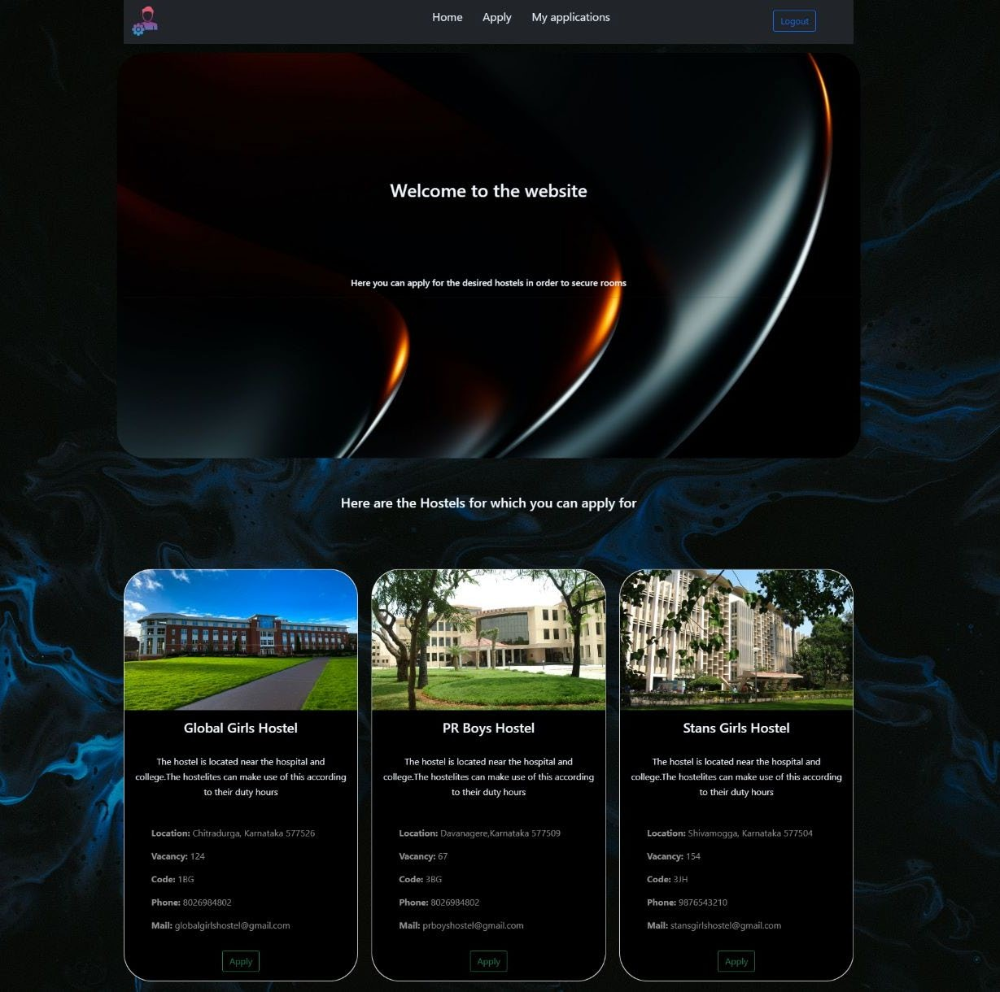 Home Apply My applications Logout
Welcome to the website
Here you can apply for the desired hostels in order to secure rooms
Here are the Hostels for which you can apply for
Global Girls Hostel
The hostel is located near the hospital and
college.The hostelites can make use of this according
to their duty hours
Location: Chitradurga, Karnataka 577526
Vacancy: 124
Code: 1BG
Phone: 8026984802
Mail: globalgirlshostel@gmail.com
Apply
PR Boys Hostel
The hostel is located near the hospital and
college.The hostelites can make use of this according
to their duty hours
Location: Davanagere,Karnataka 577509
Vacancy: 67
Code: 3BG
Phone: 8026984802
Mail: prboyshostel@gmail.com
Apply
Stans Girls Hostel
The hostel is located near the hospital and
college.The hostelites can make use of this according
to their duty hours
Location: Shivamogga, Karnataka 577504
Vacancy: 154
Code: 3JH
Phone: 9876543210
Mail: stansgirlshostel@gmail.com
Apply